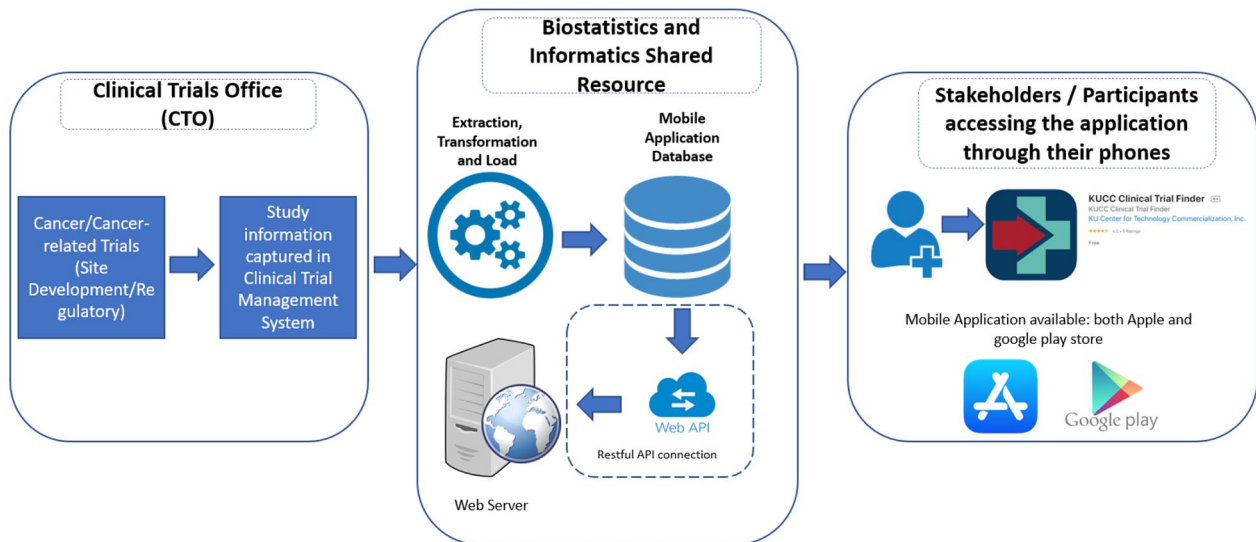 Clinical Trials Office
(CTO)
Cancer/Cancer-
related Trials
(Site
Development/Re
gulatory)
Study
information
captured in
Clinical Trial
Management
System
Biostatistics and
Informatics Shared
Resource
Extraction,
Transformation
and Load
Mobile
Application
Database
Web API
Restful API connection
Web Server
Stakeholders / Participants
accessing the application
through their phones
KUCC Clinical Trial Finder
KUCC Clinical Trial Finder
KU Center for Technology Commercialization, Inc.
Free
Mobile Application available: both Apple and
google play store
Google play